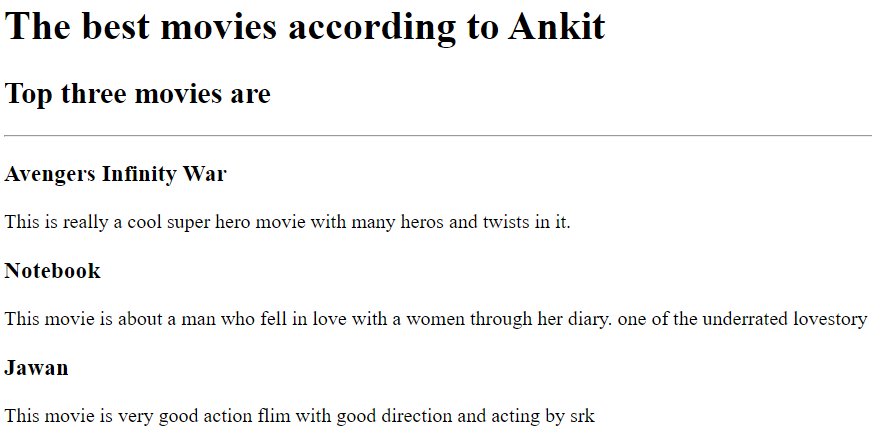 The best movies according to Ankit
Top three movies are
Avengers Infinity War
This is really a cool super hero movie with many heros and twists in it.
Notebook
This movie is about a man who fell in love with a women through her diary. one of the underrated lovestory
Jawan
This movie is very good action flim with good direction and acting by srk